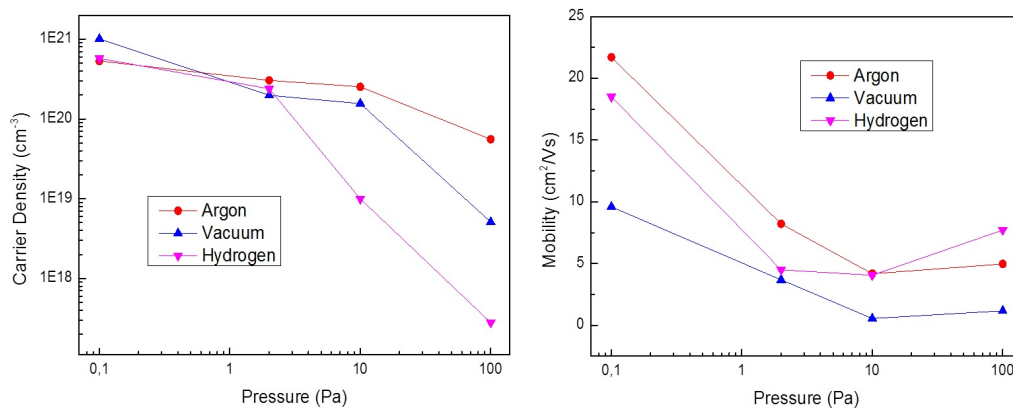 1E21
1E20
1E19
1E18
Carrier Density (cm-3)
Argon
Vacuum
Hydrogen
0,1
1
10
100
Pressure (Pa)
25
20
15
10
5
0
Mobility (cm2/Vs)
Argon
Vacuum
Hydrogen
0,1
1
10
100
Pressure (Pa)